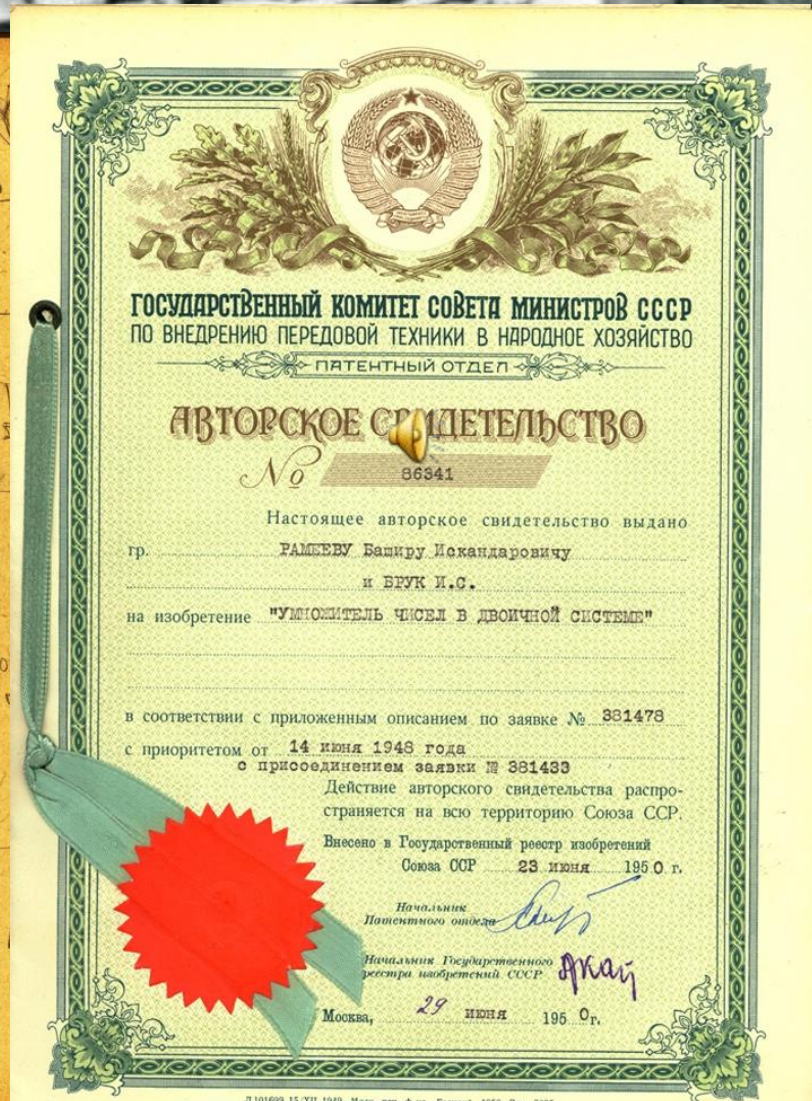 ГОСУДАРСТВЕННЫЙ КОМИТЕТ СОВЕТА МИНИСТРОВ СССР
ПО ВНЕДРЕНИЮ ПЕРЕДОВОЙ ТЕХНИКИ В НАРОДНОЕ ХОЗЯЙСТВО
ПАТЕНТНЫЙ ОТДЕЛ
АВТОРСКОЕ СВИДЕТЕЛЬСТВО
№ 86341
Настоящее авторское свидетельство выдано
гр. РАМЕЕВУ Баширу Искандаровичу
и БРУК И.С.
на изобретение "УМНОЖИТЕЛЬ ЧИСЕЛ В ДВОИЧНОЙ СИСТЕМЕ"
в соответствии с приложенным описанием по заявке № 381478
с приоритетом от 14 июня 1948 года
с присоединением заявки № 381433
Действие авторского свидетельства распро-
страняется на всю территорию Союза ССР.
Внесено в Государственный реестр изобретений
Союза ССР 23 июня 1950 г.
Начальник
Патентного отдела
Начальник Государственного
реестра изобретений СССР
Москва, 29 июня 1950 г.